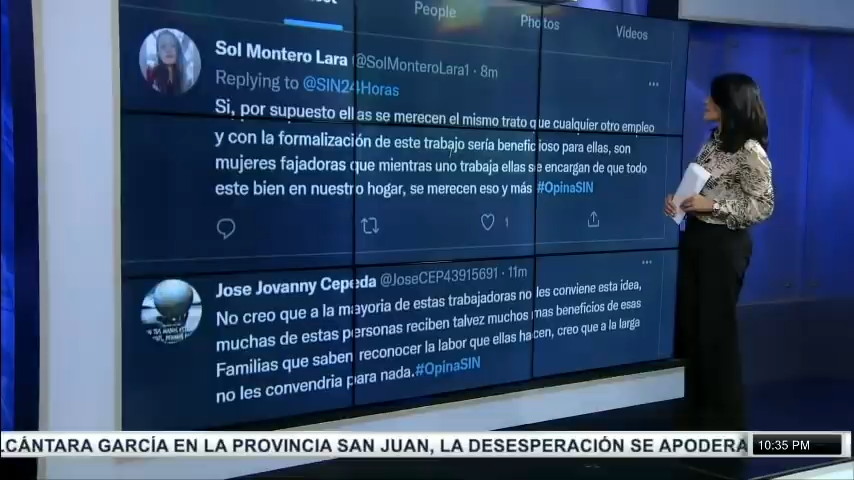 People
Photos
Videos
Sol Montero Lara @SolMonteroLara1 · 8m
Replying to @SIN24Horas
Si, por supuesto ellas se merecen el mismo trato que cualquier otro empleo
y con la formalización de este trabajo sería beneficioso para ellas, son
mujeres fajadoras que mientras uno trabaja ellas se encargan de que todo
este bien en nuestro hogar, se merecen eso y más #OpinaSIN
1
Jose Jovanny Cepeda @JoseCEP43915691 · 11m
No creo que a la mayoria de estas trabajadoras no les conviene esta idea,
muchas de estas personas reciben talvez muchos mas beneficios de esas
Familias que saben reconocer la labor que ellas hacen, creo que a la larga
no les convendria para nada.#OpinaSIN
LCÁNTARA GARCÍA EN LA PROVINCIA SAN JUAN, LA DESESPERACIÓN SE APODERA
10:35 PM